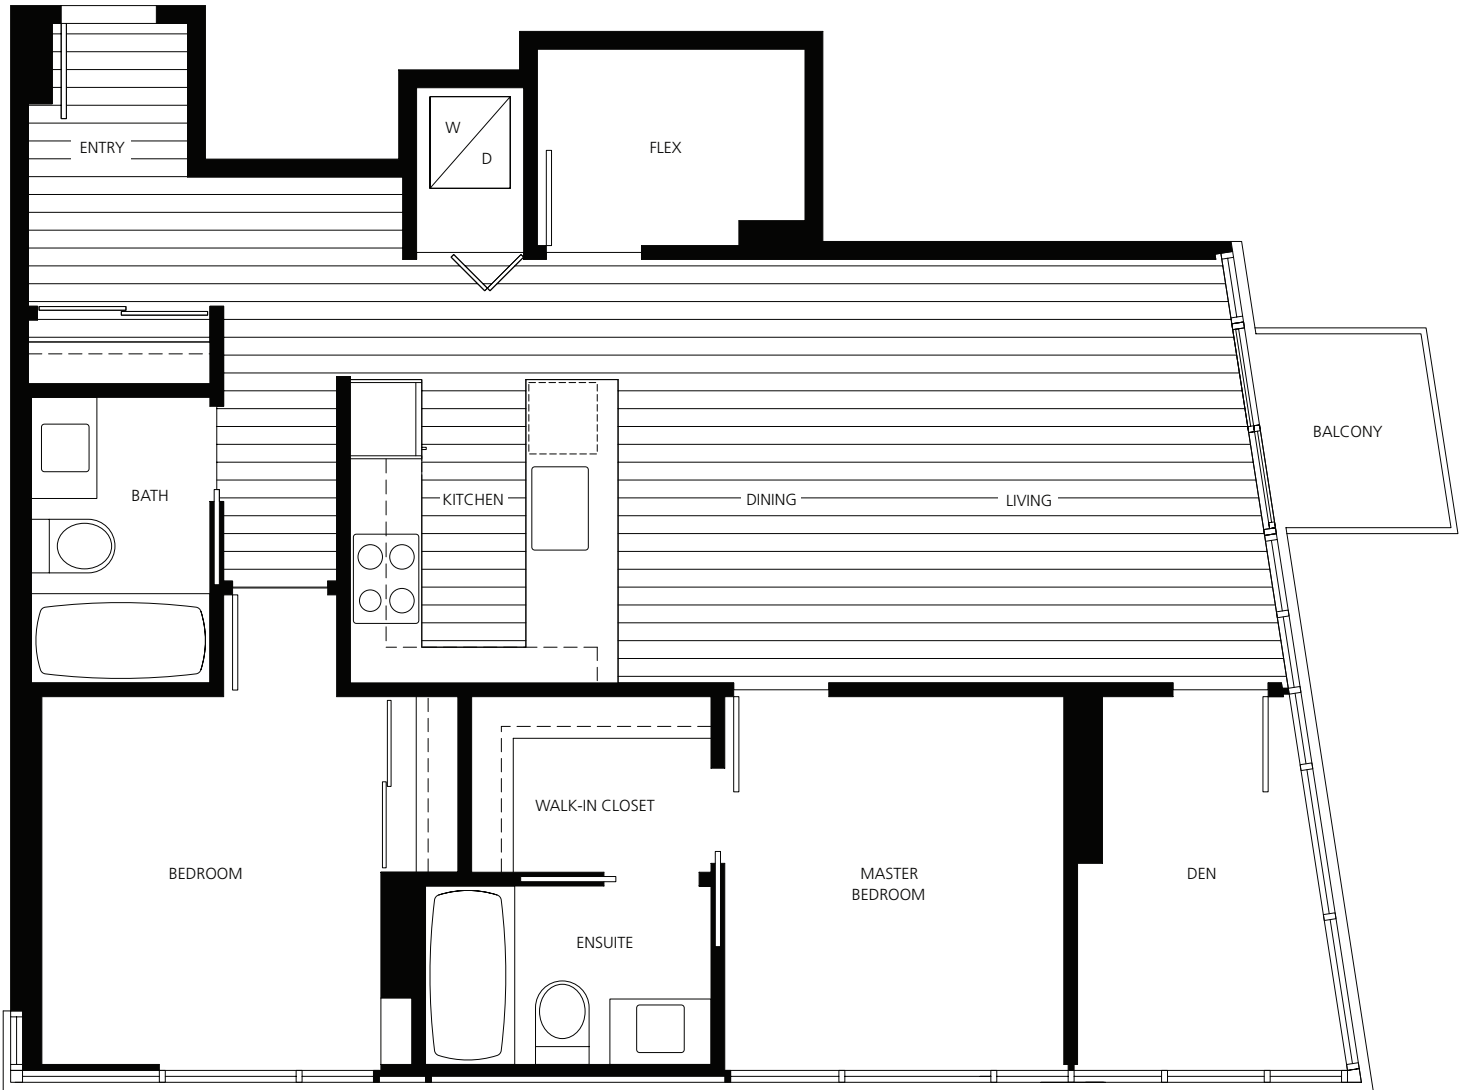 W
D
ENTRY
FLEX
BALCONY
BATH
KITCHEN
DINING
LIVING
WALK-IN CLOSET
BEDROOM
MASTER
BEDROOM
DEN
ENSUITE